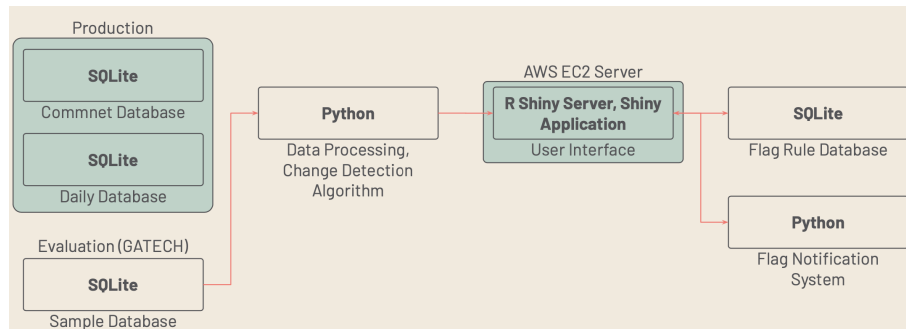 Production
SQLite
Commnet Database
SQLite
Daily Database
Evaluation (GATECH)
SQLite
Sample Database
Python
Data Processing,
Change Detection
Algorithm
AWS EC2 Server
R Shiny Server, Shiny
Application
User Interface
SQLite
Flag Rule Database
Python
Flag Notification
System